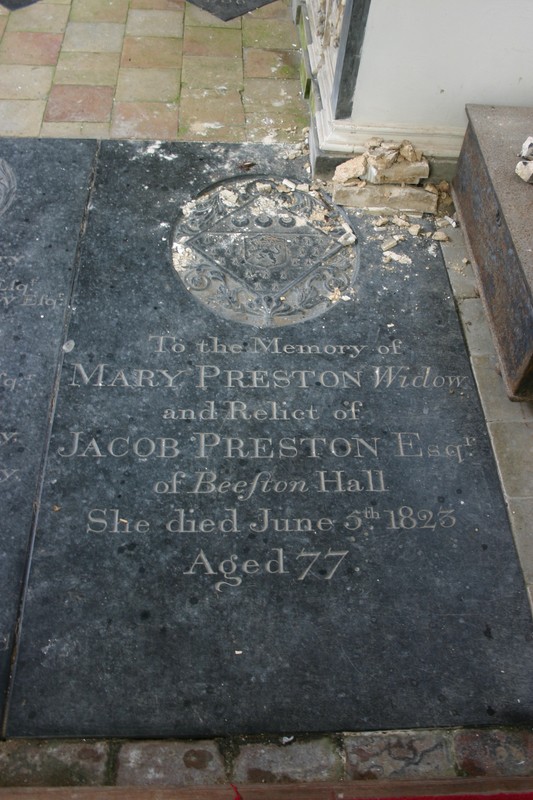 To the Memory of
MARY PRESTON Widow
and Relict of
JACOB PRESTON Esqr.
of Beeſton Hall
She died June 5th 1823
Aged 77.